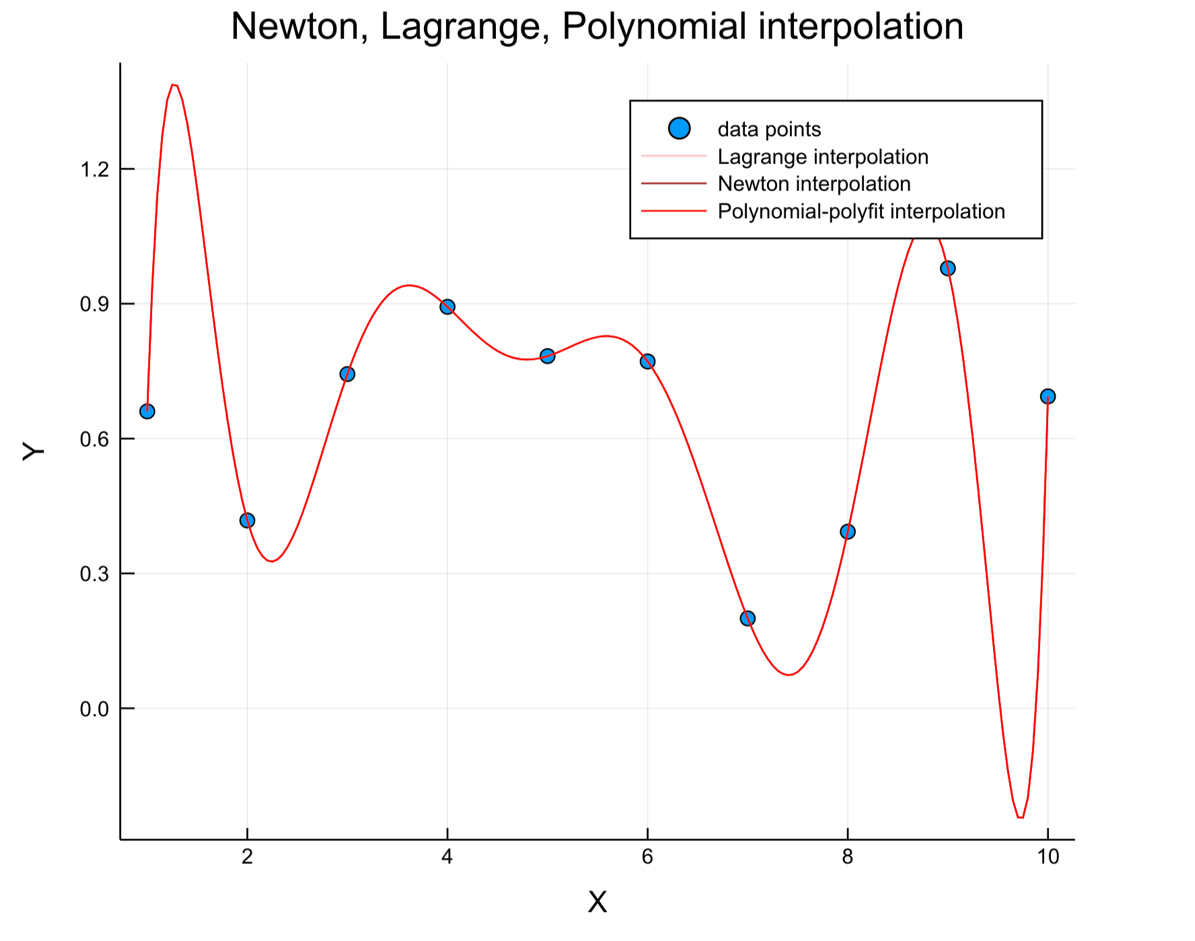 Newton, Lagrange, Polynomial interpolation
data points
Lagrange interpolation
Newton interpolation
Polynomial-polyfit interpolation
1.2
0.9
0.6
0.3
0.0
Y
2 4 6 8 10
X